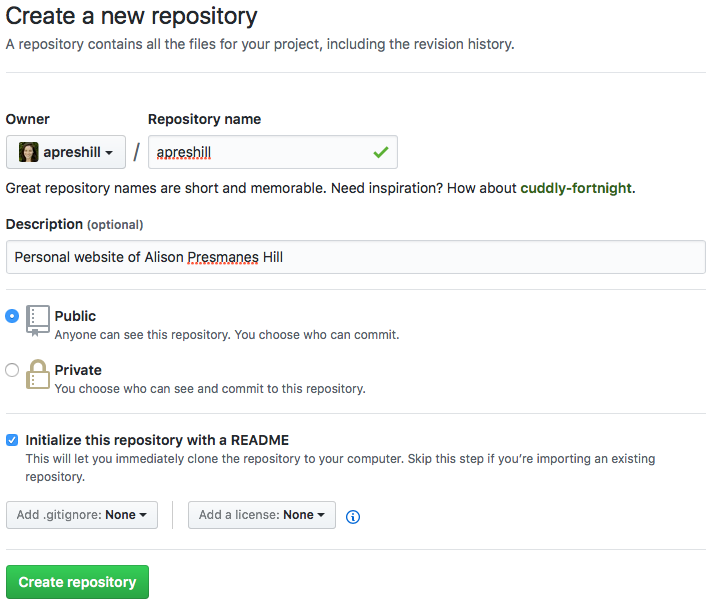 Create a new repository
A repository contains all the files for your project, including the revision history.
Owner
Repository name
apreshill
/
apreshill
Great repository names are short and memorable. Need inspiration? How about cuddly-fortnight.
Description (optional)
Personal website of Alison Presmanes Hill
Public
Anyone can see this repository. You choose who can commit.
Private
You choose who can see and commit to this repository.
Initialize this repository with a README
This will let you immediately clone the repository to your computer. Skip this step if you’re importing an existing
repository.
Add .gitignore: None
Add a license: None
Create repository